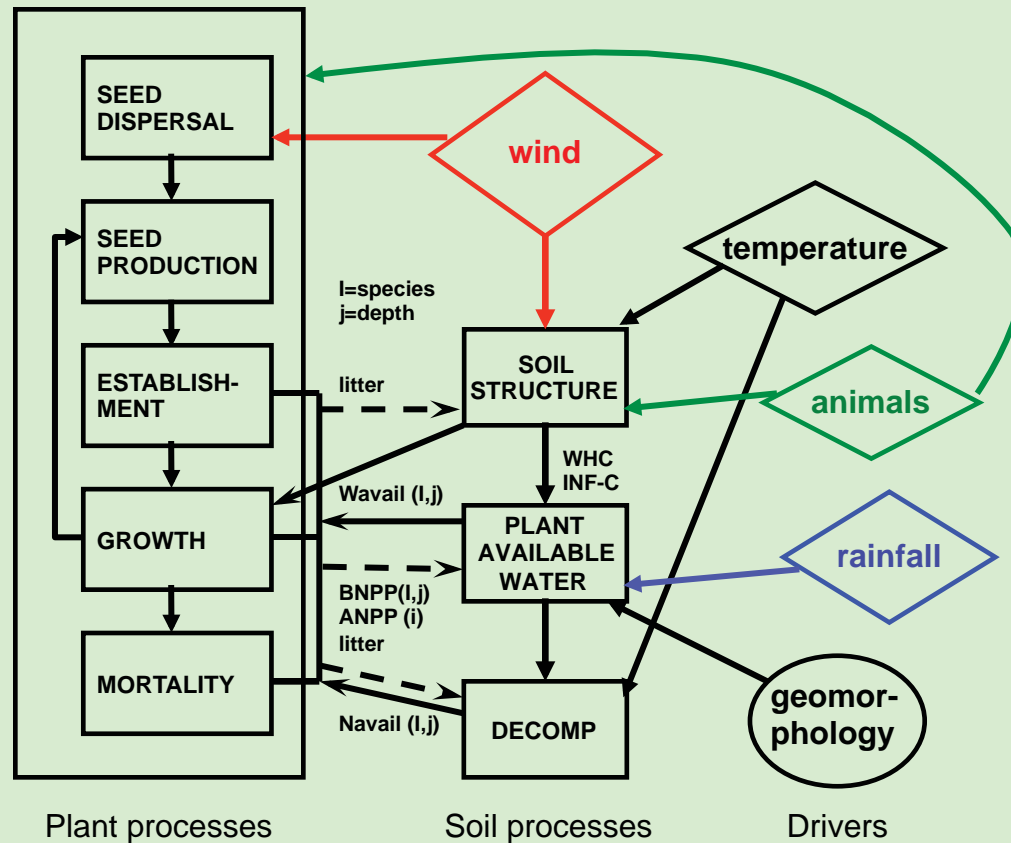 SEED
DISPERSAL
SEED
PRODUCTION
ESTABLISH-
MENT
GROWTH
MORTALITY
I=species
j=depth
litter
Wavail (I,j)
BNPP(I,j)
ANPP (i)
litter
Navail (I,j)
SOIL
STRUCTURE
WHC
INF-C
PLANT
AVAILABLE
WATER
DECOMP
wind
temperature
animals
rainfall
geomor-
phology
Plant processes
Soil processes
Drivers